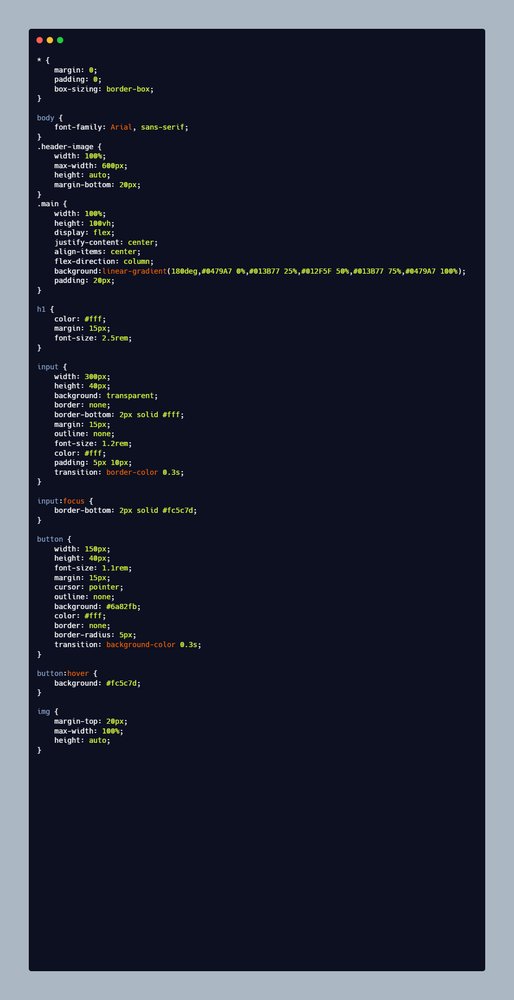 * {
    margin: 0;
    padding: 0;
    box-sizing: border-box;
}

body {
    font-family: Arial, sans-serif;
}
.header-image {
    width: 100%;
    max-width: 600px;
    height: auto;
    margin-bottom: 20px;
}
.main {
    width: 100%;
    height: 100vh;
    display: flex;
    justify-content: center;
    align-items: center;
    flex-direction: column;
    background:linear-gradient(180deg,#0479A7 0%,#013B77 25%,#012F5F 50%,#013B77 75%,#0479A7 100%);
    padding: 20px;
}

h1 {
    color: #fff;
    margin: 15px;
    font-size: 2.5rem;
}

input {
    width: 300px;
    height: 40px;
    background: transparent;
    border: none;
    border-bottom: 2px solid #fff;
    margin: 15px;
    outline: none;
    font-size: 1.2rem;
    color: #fff;
    padding: 5px 10px;
    transition: border-color 0.3s;
}

input:focus {
    border-bottom: 2px solid #fc5c7d;
}

button {
    width: 150px;
    height: 40px;
    font-size: 1.1rem;
    margin: 15px;
    cursor: pointer;
    outline: none;
    background: #6a82fb;
    color: #fff;
    border: none;
    border-radius: 5px;
    transition: background-color 0.3s;
}

button:hover {
    background: #fc5c7d;
}

img {
    margin-top: 20px;
    max-width: 100%;
    height: auto;
}